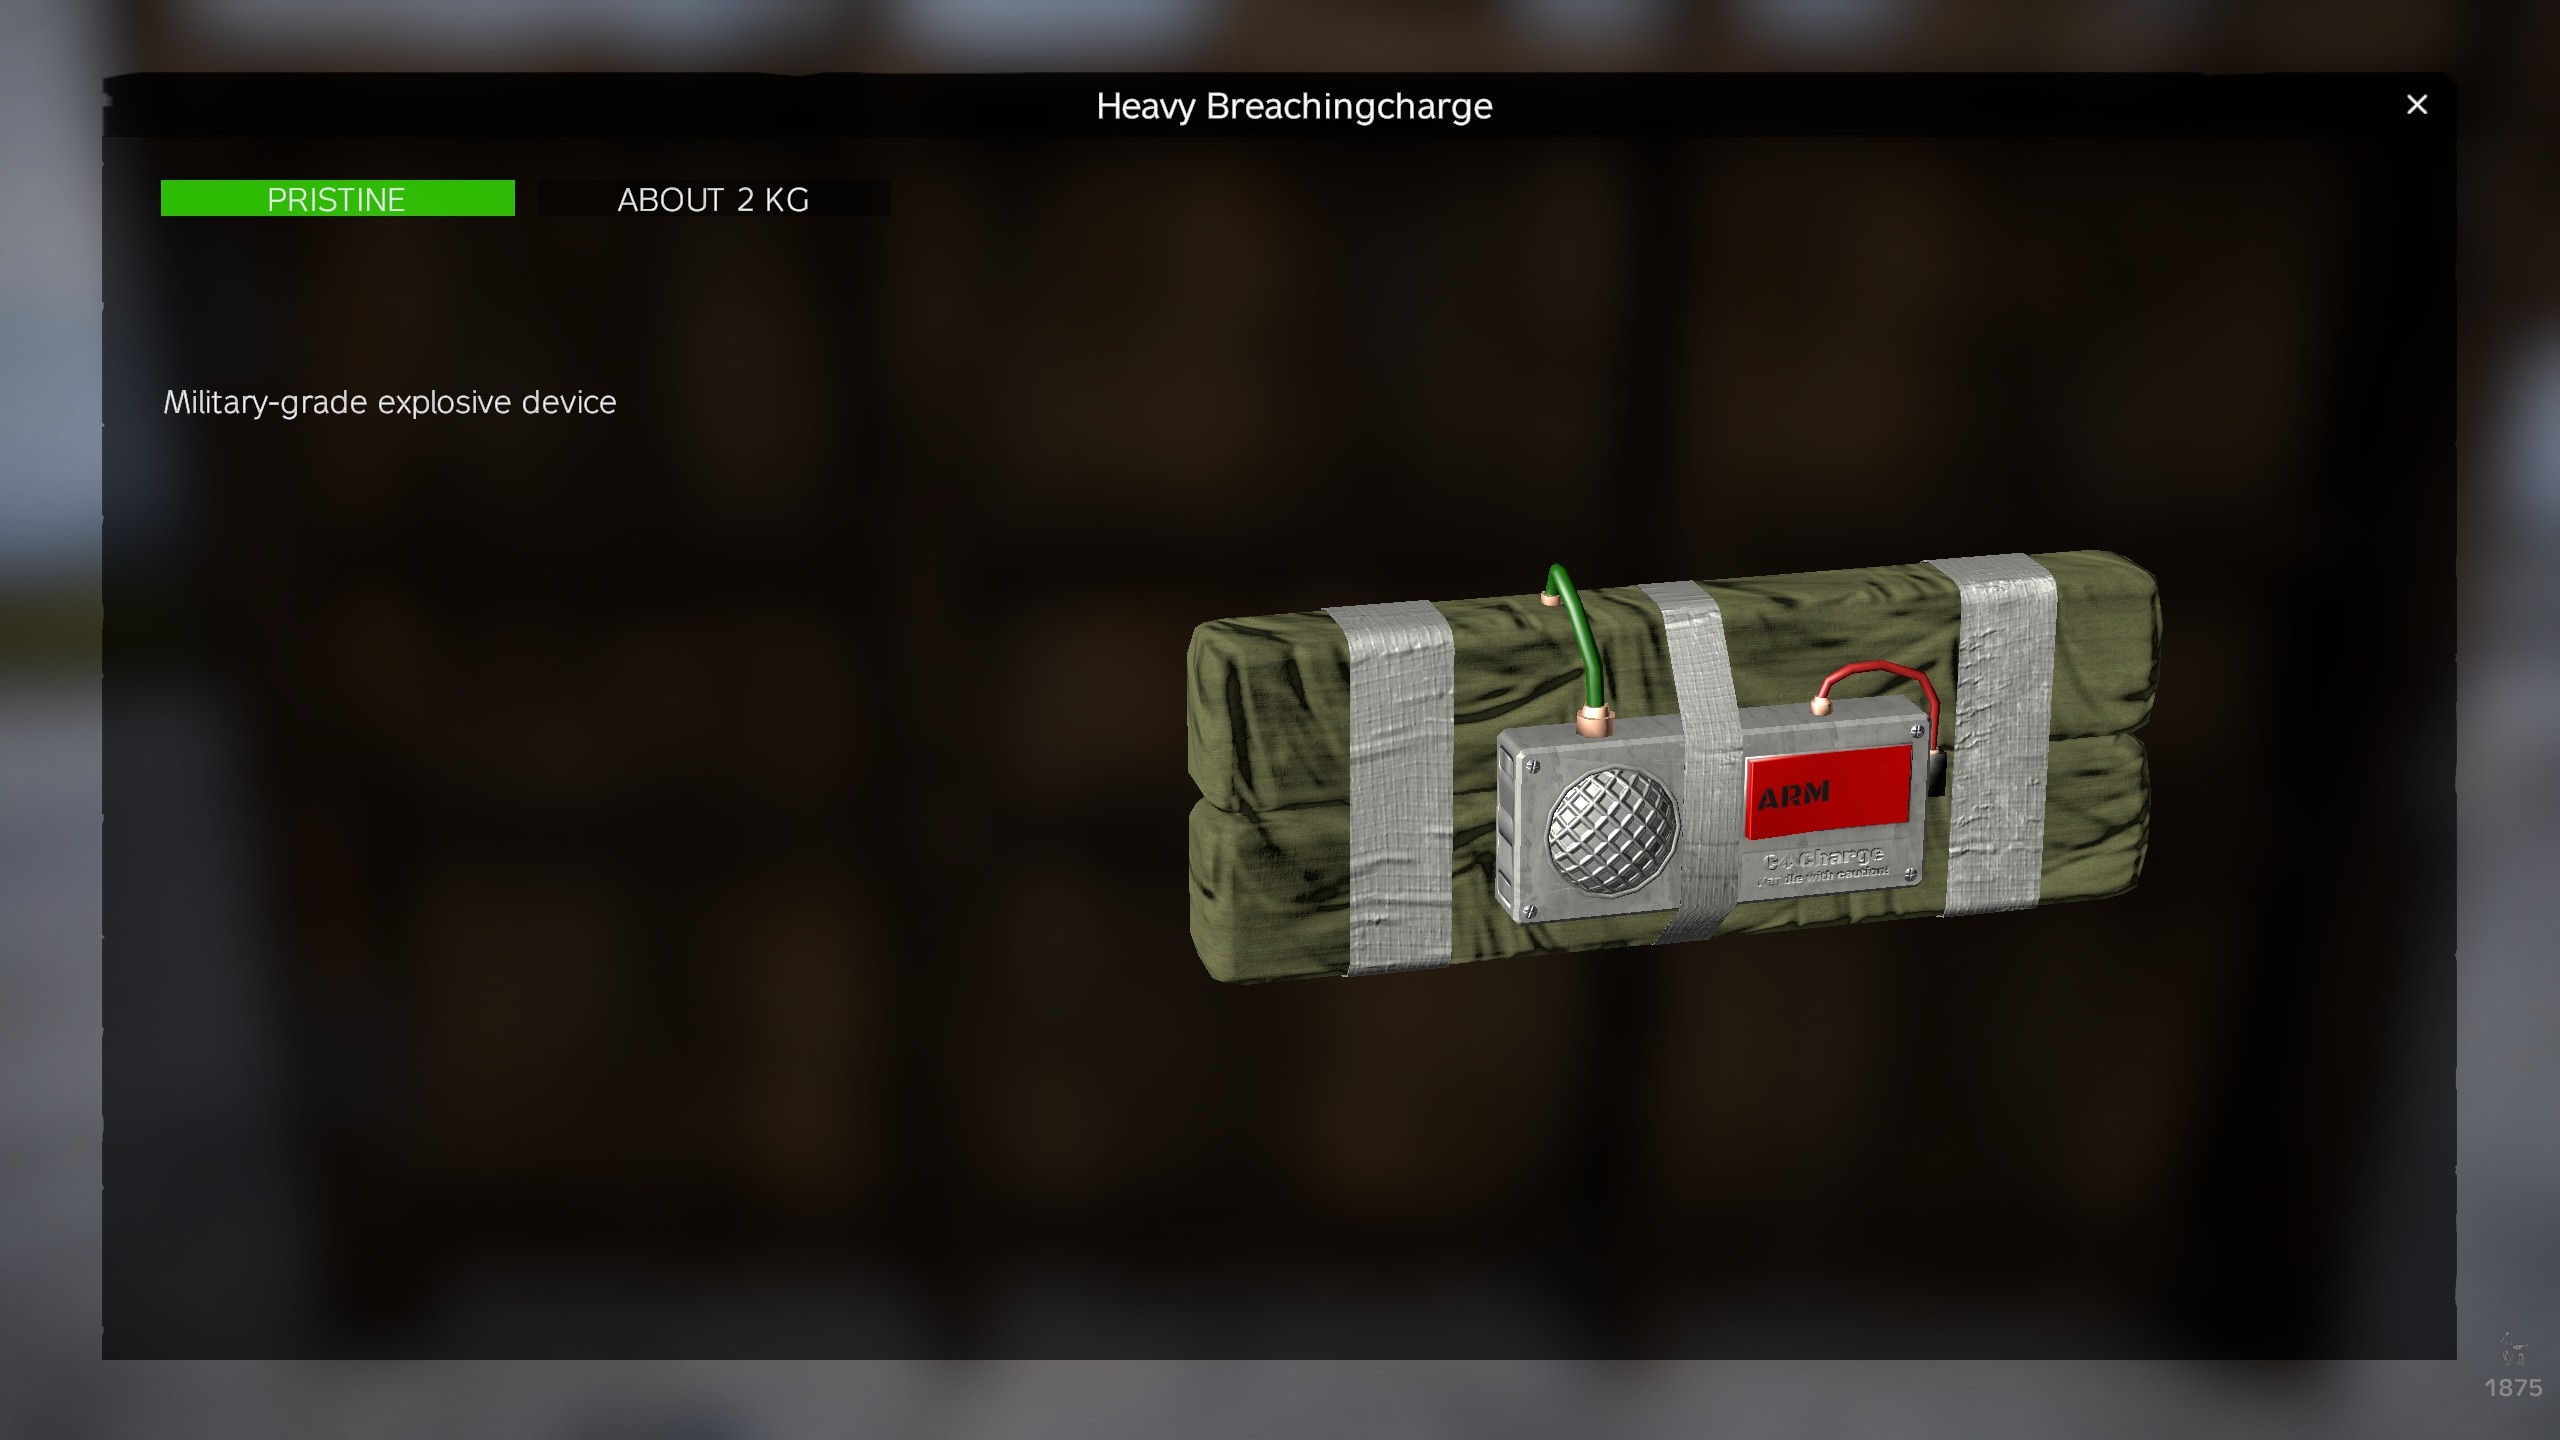 Heavy Breachingcharge
PRISTINE
ABOUT 2 KG
Military-grade explosive device
ARM
C4 Charge
Handle with caution!
1875